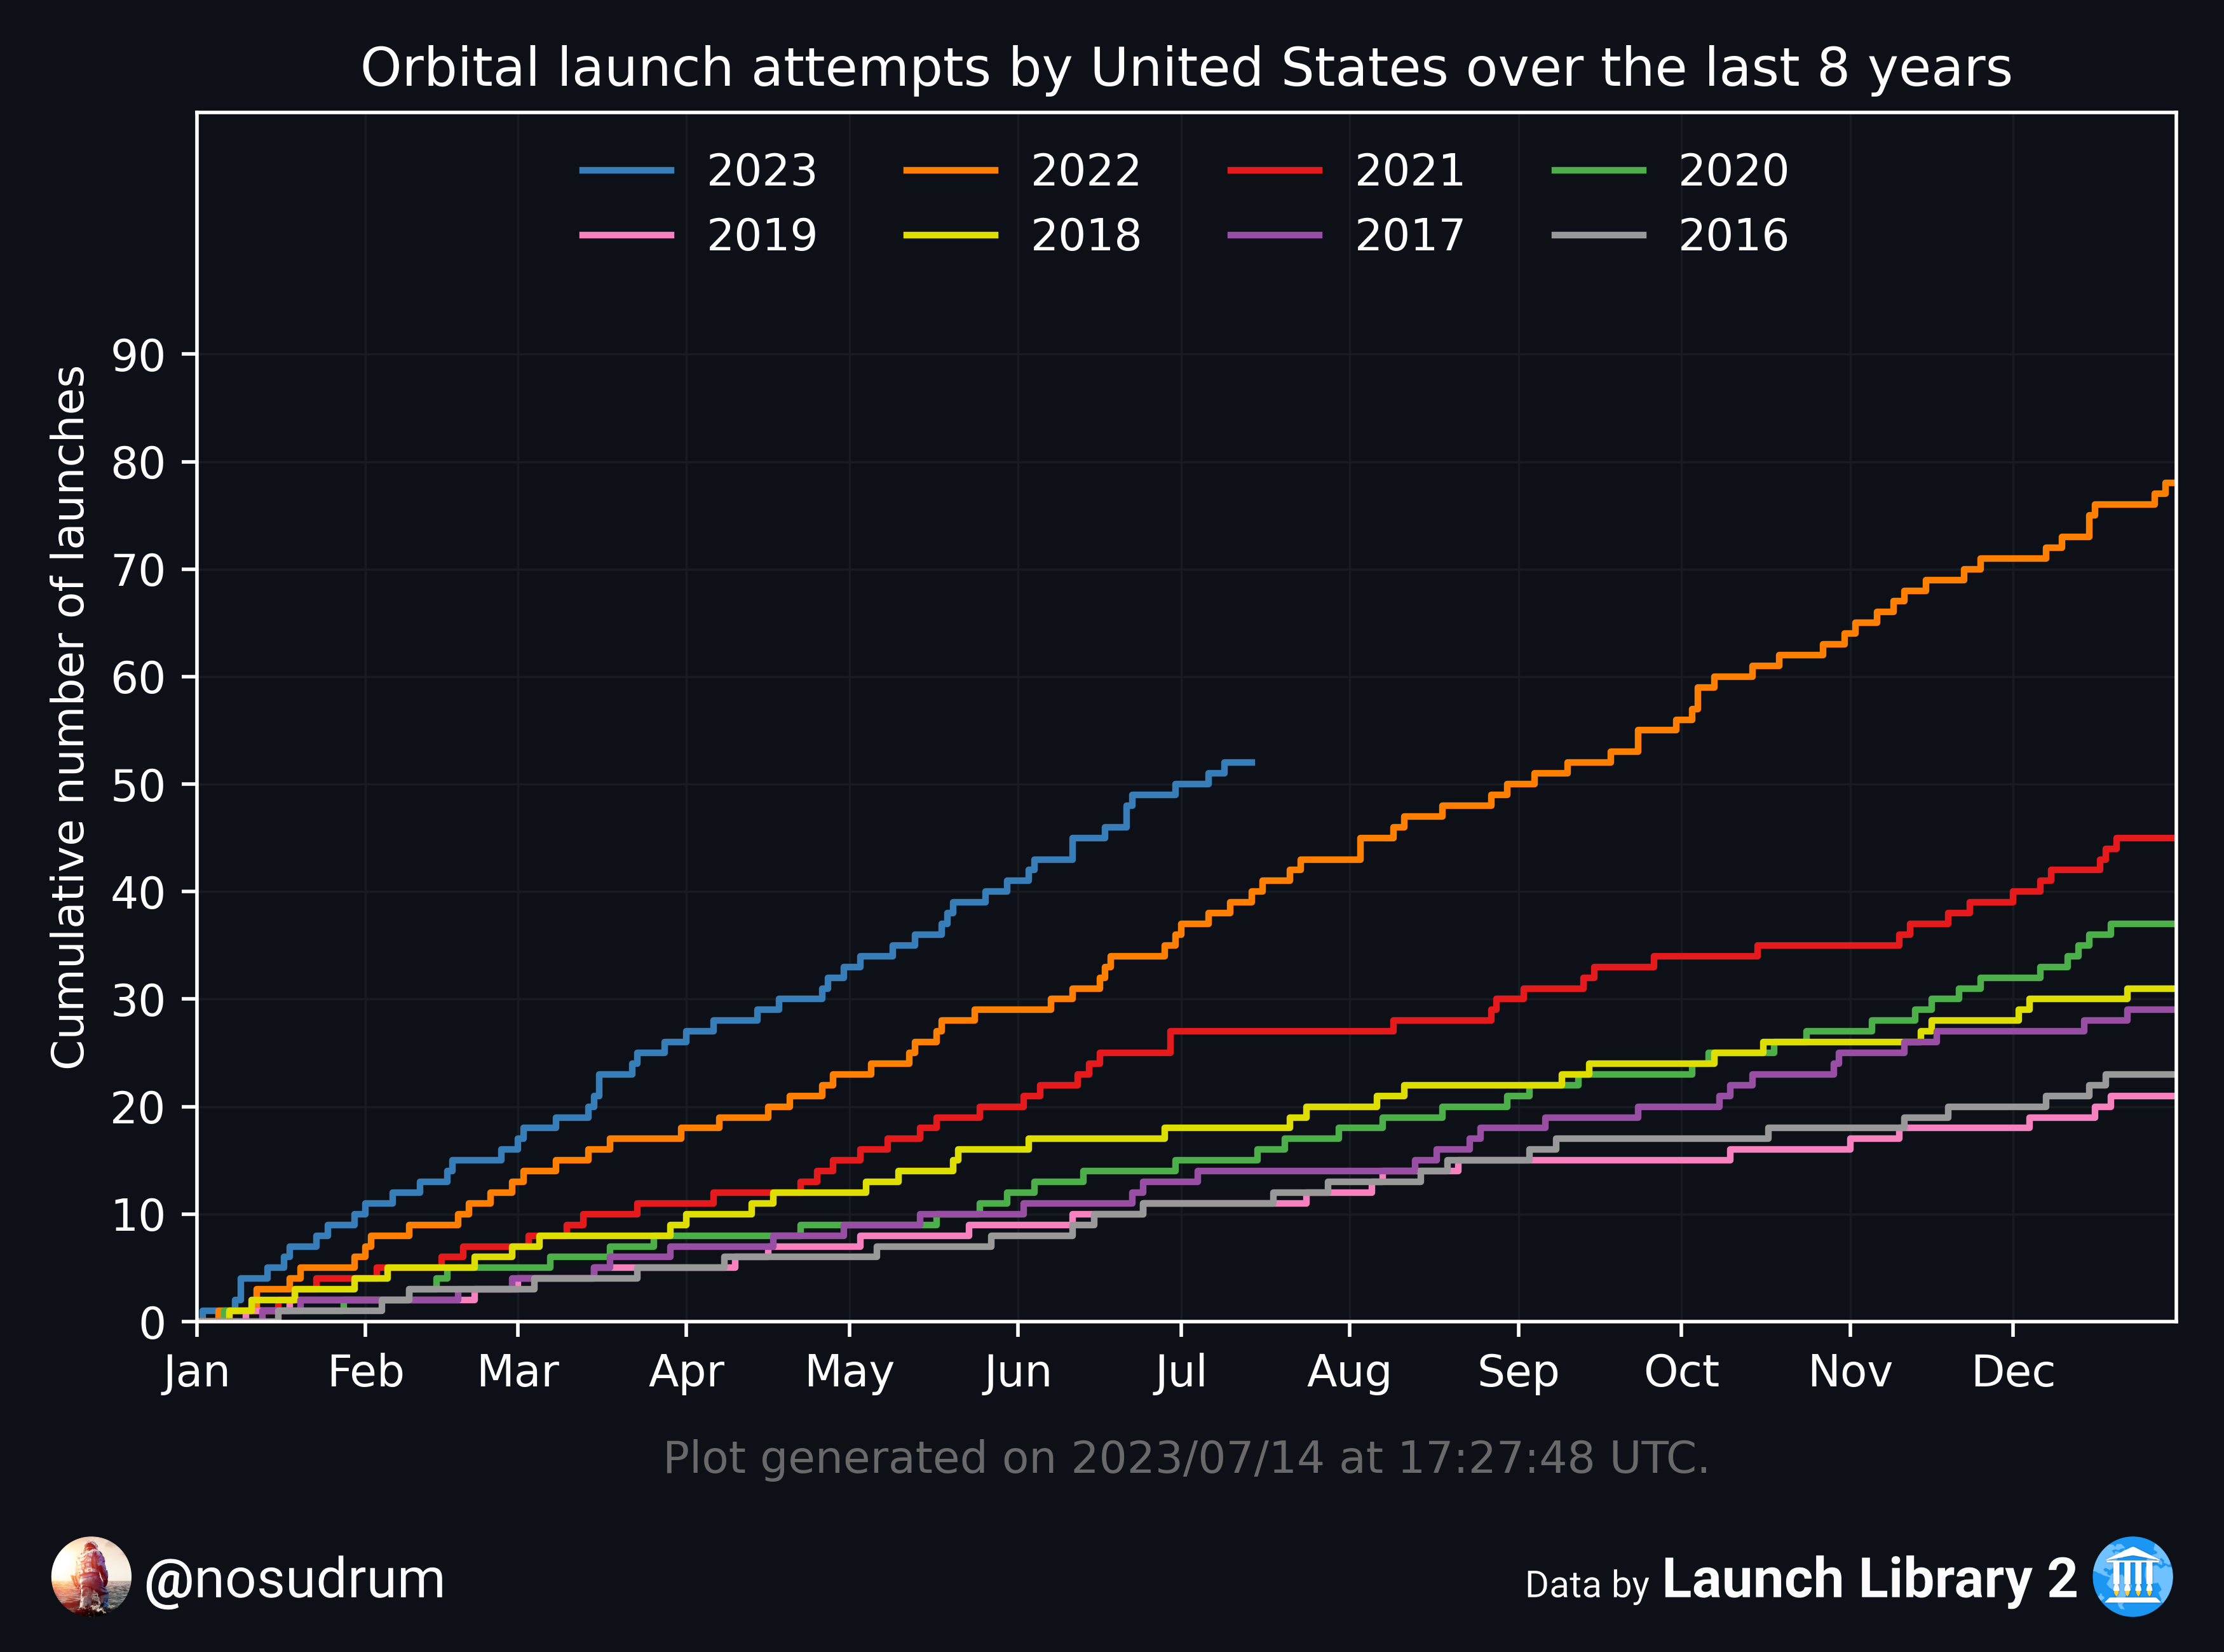 Orbital launch attempts by United States over the last 8 years
2023 2022 2021 2020
2019 2018 2017 2016
Cumulative number of launches
90
80
70
60
50
40
30
20
10
0
Jan Feb Mar Apr May Jun Jul Aug Sep Oct Nov Dec
Plot generated on 2023/07/14 at 17:27:48 UTC.
@nosudrum
Data by Launch Library 2